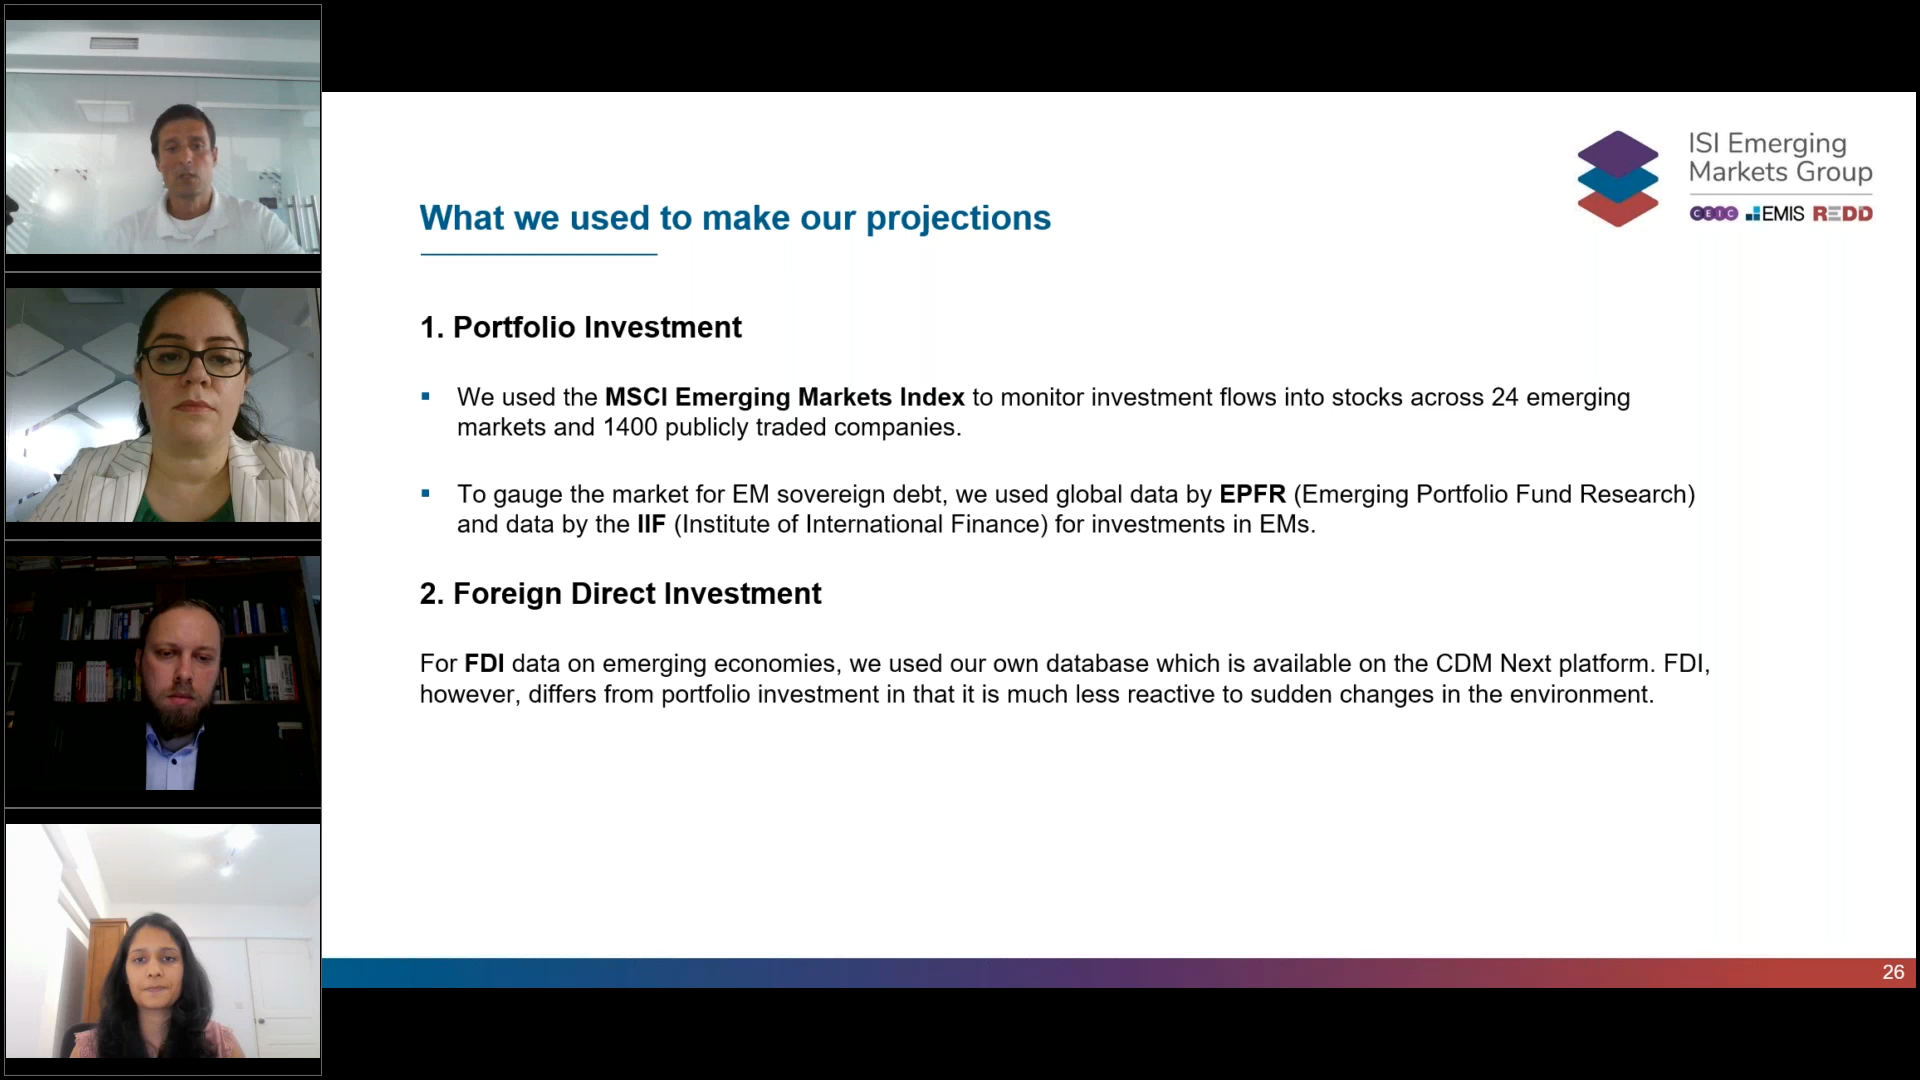 ISI Emerging
Markets Group
CEIC EMIS REDD
What we used to make our projections
1. Portfolio Investment
We used the MSCI Emerging Markets Index to monitor investment flows into stocks across 24 emerging
markets and 1400 publicly traded companies.
To gauge the market for EM sovereign debt, we used global data by EPFR (Emerging Portfolio Fund Research)
and data by the IIF (Institute of International Finance) for investments in EMs.
2. Foreign Direct Investment
For FDI data on emerging economies, we used our own database which is available on the CDM Next platform. FDI,
however, differs from portfolio investment in that it is much less reactive to sudden changes in the environment.
26